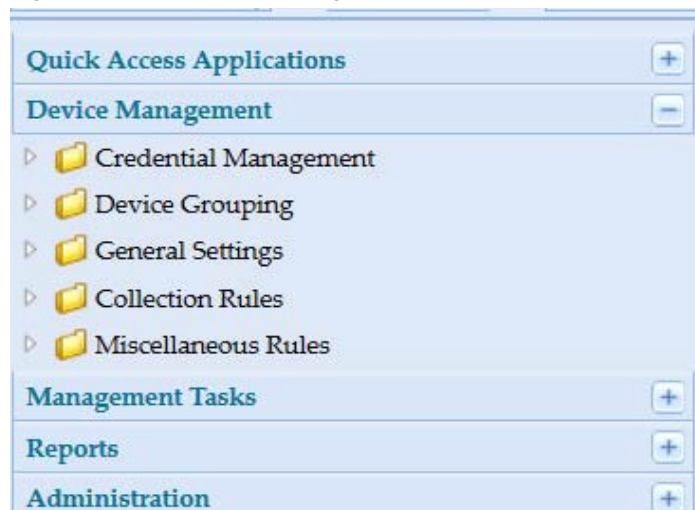 Quick Access Applications
Device Management
Credential Management
Device Grouping
General Settings
Collection Rules
Miscellaneous Rules
Management Tasks
Reports
Administration